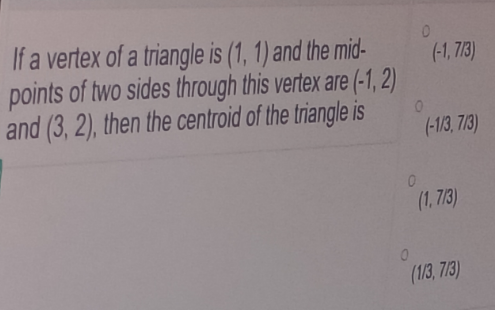 If a vertex of a triangle is (1, 1) and the mid-
points of two sides through this vertex are (-1, 2)
and (3, 2), then the centroid of the triangle is
(-1, 7/3)
(-1/3, 7/3)
(1, 7/3)
(1/3, 7/3)